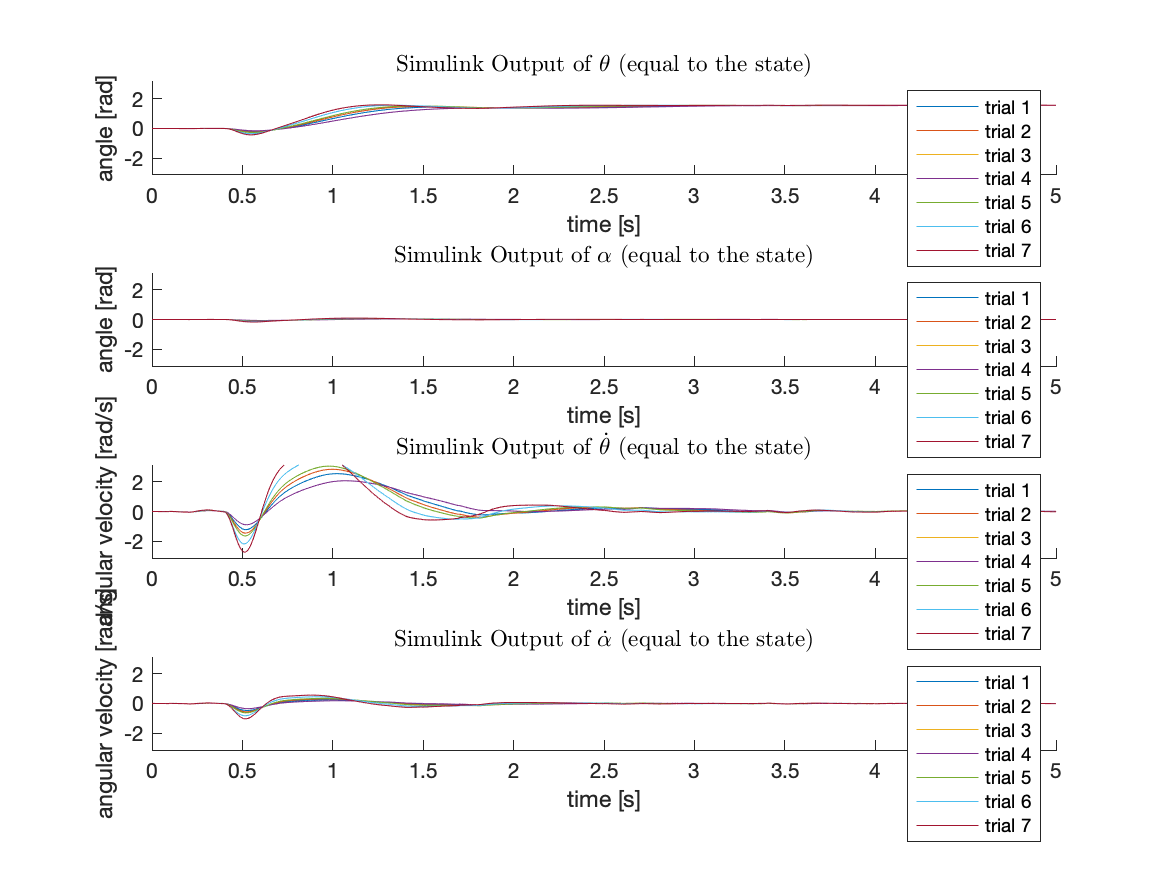 Simulink Output of θ (equal to the state)
angle [rad]
2
0
-2
0 0.5 1 1.5 2 2.5 3 3.5 4 5
time [s]
trial 1
trial 2
trial 3
trial 4
trial 5
trial 6
trial 7
Simulink Output of α (equal to the state)
angle [rad]
2
0
-2
0 0.5 1 1.5 2 2.5 3 3.5 4 5
time [s]
trial 1
trial 2
trial 3
trial 4
trial 5
trial 6
trial 7
Simulink Output of θ̇ (equal to the state)
angular velocity [rad/s]
2
0
-2
0 0.5 1 1.5 2 2.5 3 3.5 4 5
time [s]
trial 1
trial 2
trial 3
trial 4
trial 5
trial 6
trial 7
Simulink Output of α̇ (equal to the state)
angular velocity [rad/s]
2
0
-2
0 0.5 1 1.5 2 2.5 3 3.5 4 5
time [s]
trial 1
trial 2
trial 3
trial 4
trial 5
trial 6
trial 7